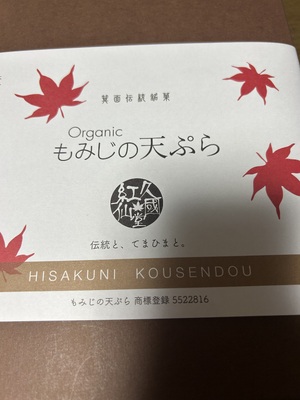 箕面伝統銘菓
Organic
もみじの天ぷら
久國紅仙堂
伝統と、てまひまと。
HISAKUNI KOUSENDOU
もみじの天ぷら 商標登録 5522816